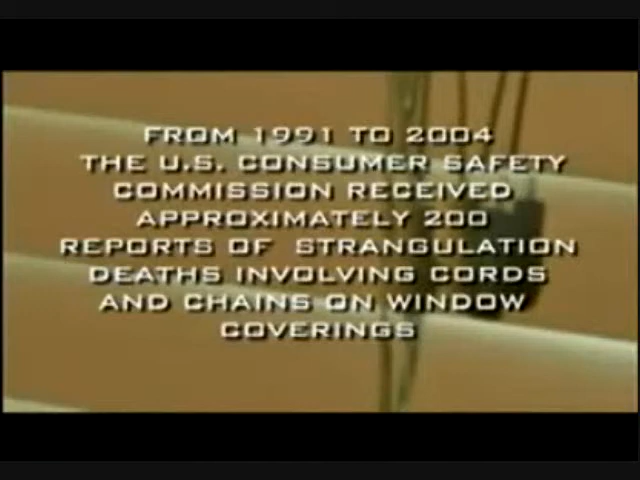 FROM 1991 TO 2004
THE U.S. CONSUMER SAFETY
COMMISSION RECEIVED
APPROXIMATELY 200
REPORTS OF STRANGULATION
DEATHS INVOLVING CORDS
AND CHAINS ON WINDOW
COVERINGS